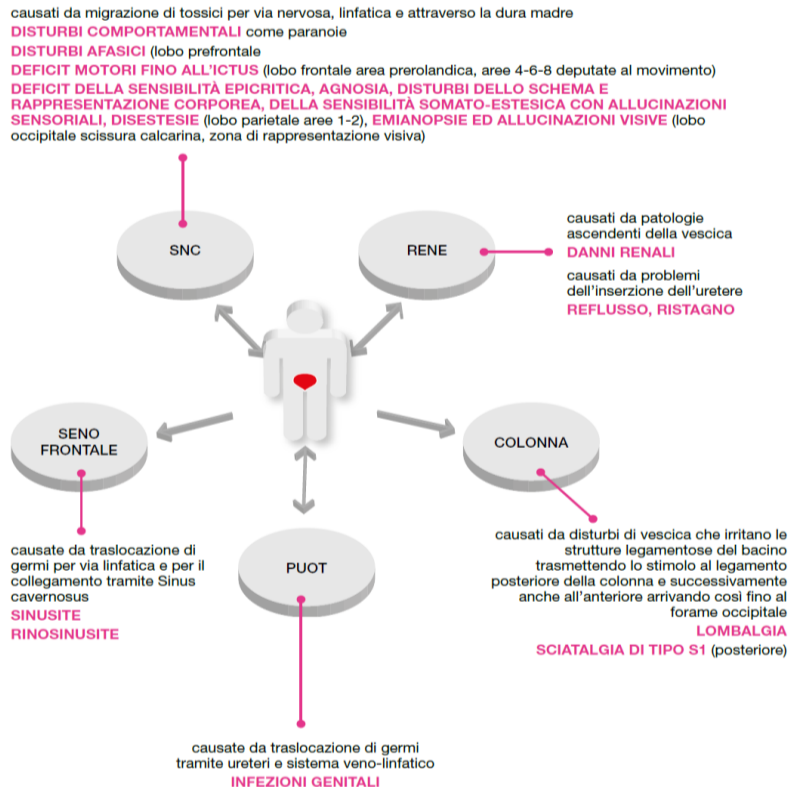 causati da migrazione di tossici per via nervosa, linfatica e attraverso la dura madre
DISTURBI COMPORTAMENTALI come paranoie
DISTURBI AFASICI (lobo prefrontale
DEFICIT MOTORI FINO ALL'ICTUS (lobo frontale area prerolandica, aree 4-6-8 deputate al movimento)
DEFICIT DELLA SENSIBILITÀ EPICRITICA, AGNOSIA, DISTURBI DELLO SCHEMA E
RAPPRESENTAZIONE CORPOREA, DELLA SENSIBILITÀ SOMATO-ESTESICA CON ALLUCINAZIONI
SENSORIALI, DISESTESIE (lobo parietale aree 1-2), EMIANOPSIE ED ALLUCINAZIONI VISIVE (lobo
occipitale scissura calcarina, zona di rappresentazione visiva)
SNC
RENE
causati da patologie
ascendenti della vescica
DANNI RENALI
causati da problemi
dell'inserzione dell'uretere
REFLUSSO, RISTAGNO
SENO
FRONTALE
COLONNA
causate da traslocazione di
germi per via linfatica e per il
collegamento tramite Sinus
cavernosus
SINUSITE
RINOSINUSITE
PUOT
causati da disturbi di vescica che irritano le
strutture legamentose del bacino
trasmettendo lo stimolo al legamento
posteriore della colonna e successivamente
anche all'anteriore arrivando così fino al
forame occipitale
LOMBALGIA
SCIATALGIA DI TIPO S1 (posteriore)
causate da traslocazione di germi
tramite ureteri e sistema veno-linfatico
INFEZIONI GENITALI